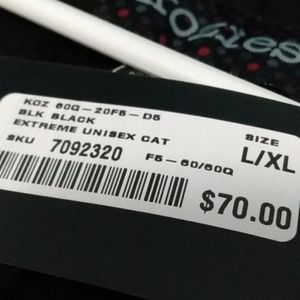 KOZ 60Q-20F5-D5
BLK BLACK
EXTREME UNISEX CAT
SKU 7092320 F5-60/60Q
SIZE
L/XL
$70.00